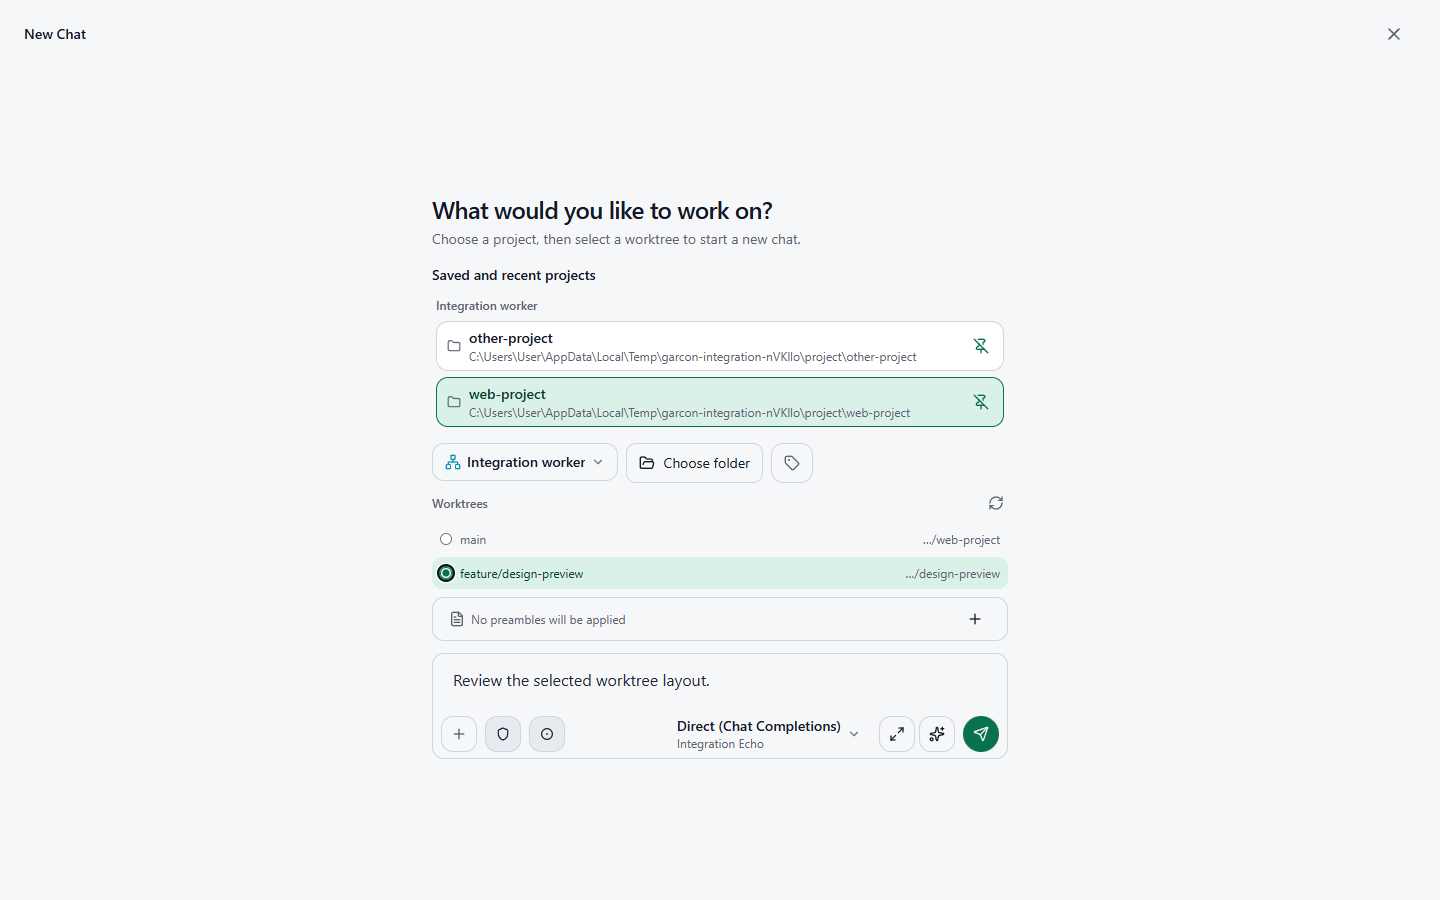 New Chat
What would you like to work on?
Choose a project, then select a worktree to start a new chat.
Saved and recent projects
Integration worker
other-project
C:\Users\User\AppData\Local\Temp\garcon-integration-nVKllo\project\other-project
web-project
C:\Users\User\AppData\Local\Temp\garcon-integration-nVKllo\project\web-project
Integration worker
Choose folder
Worktrees
main .../web-project
feature/design-preview .../design-preview
No preambles will be applied
Review the selected worktree layout.
Direct (Chat Completions)
Integration Echo